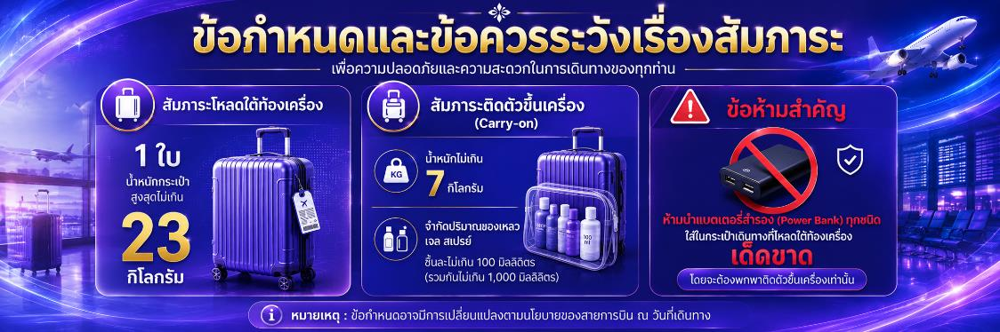 ข้อกำหนดและข้อควรระวังเรื่องสัมภาระ
เพื่อความปลอดภัยและความสะดวกในการเดินทางของทุกท่าน
สัมภาระโหลดใต้ท้องเครื่อง
1 ใบ
น้ำหนักกระเป๋า
สูงสุดไม่เกิน
23
กิโลกรัม
สัมภาระติดตัวขึ้นเครื่อง
(Carry-on)
KG
น้ำหนักไม่เกิน
7 กิโลกรัม
จำกัดปริมาณของเหลว
เจล สเปรย์
ชิ้นละไม่เกิน 100 มิลลิลิตร
(รวมกันไม่เกิน 1,000 มิลลิลิตร)
100
ml
ข้อห้ามสำคัญ
ห้ามนำแบตเตอรี่สำรอง (Power Bank) ทุกชนิด
ใส่ในกระเป๋าเดินทางที่โหลดใต้ท้องเครื่อง
เด็ดขาด
โดยจะต้องพกพาติดตัวขึ้นเครื่องเท่านั้น
หมายเหตุ : ข้อกำหนดอาจมีการเปลี่ยนแปลงตามนโยบายของสายการบิน ณ วันที่เดินทาง